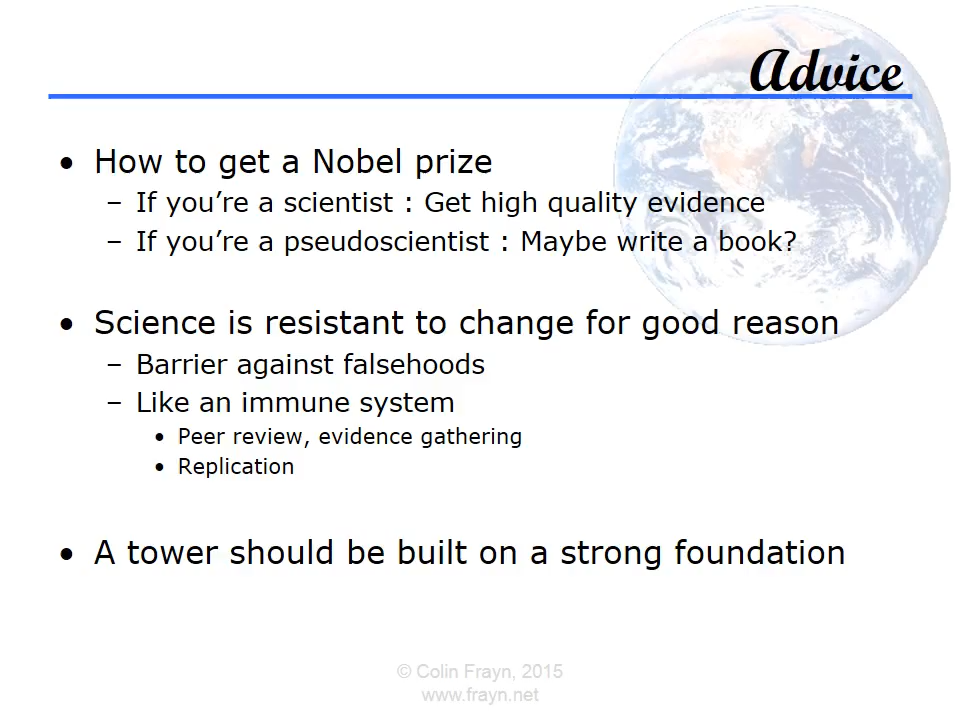 Advice
• How to get a Nobel prize
– If you’re a scientist : Get high quality evidence
– If you’re a pseudoscientist : Maybe write a book?
• Science is resistant to change for good reason
– Barrier against falsehoods
– Like an immune system
• Peer review, evidence gathering
• Replication
• A tower should be built on a strong foundation
© Colin Frayn, 2015
www.frayn.net